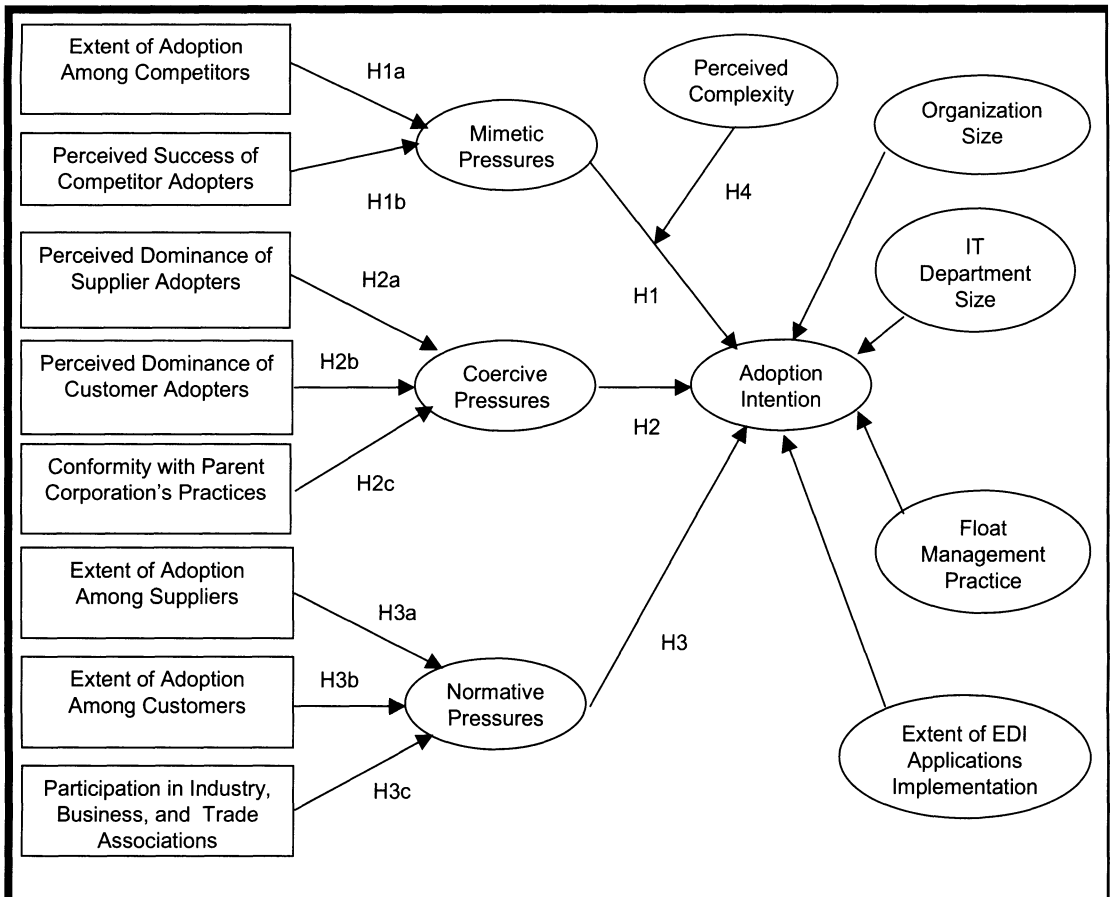 Extent of Adoption
Among Competitors
H1a
Perceived Success of
Competitor Adopters
H1b
Mimetic
Pressures
Perceived
Complexity
H4
Organization
Size
Perceived Dominance of
Supplier Adopters
H2a
H1
IT
Department
Size
Perceived Dominance of
Customer Adopters
H2b
Coercive
Pressures
H2
Adoption
Intention
Conformity with Parent
Corporation's Practices
H2c
Float
Management
Practice
Extent of Adoption
Among Suppliers
H3a
H3
Extent of Adoption
Among Customers
H3b
Normative
Pressures
Extent of EDI
Applications
Implementation
Participation in Industry,
Business, and Trade
Associations
H3c